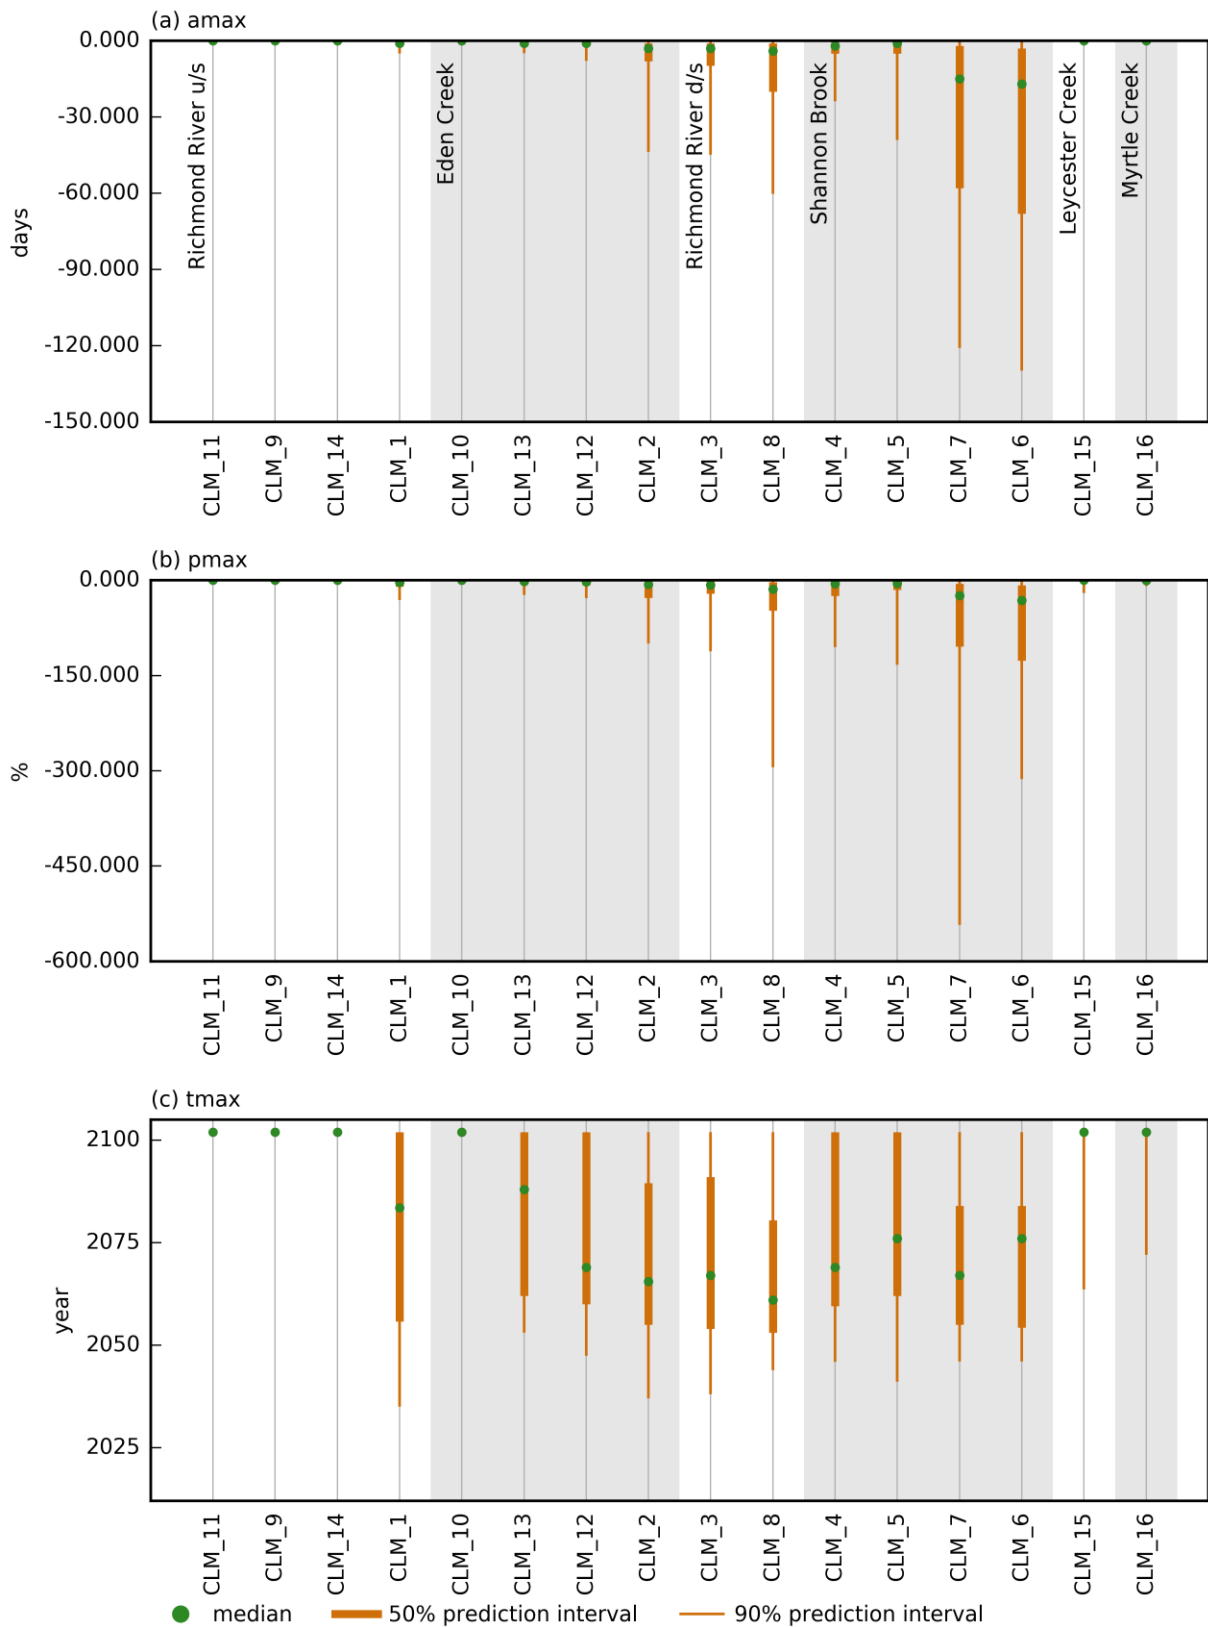 (a) amax
0.000
-30.000
-60.000
-90.000
-120.000
-150.000
days
Richmond River u/s
Eden Creek
Richmond River d/s
Shannon Brook
Leycester Creek
Myrtle Creek
CLM_11
CLM_9
CLM_14
CLM_1
CLM_10
CLM_13
CLM_12
CLM_2
CLM_3
CLM_8
CLM_4
CLM_5
CLM_7
CLM_6
CLM_15
CLM_16
(b) pmax
0.000
-150.000
-300.000
-450.000
-600.000
%
CLM_11
CLM_9
CLM_14
CLM_1
CLM_10
CLM_13
CLM_12
CLM_2
CLM_3
CLM_8
CLM_4
CLM_5
CLM_7
CLM_6
CLM_15
CLM_16
(c) tmax
2100
2075
2050
2025
year
CLM_11
CLM_9
CLM_14
CLM_1
CLM_10
CLM_13
CLM_12
CLM_2
CLM_3
CLM_8
CLM_4
CLM_5
CLM_7
CLM_6
CLM_15
CLM_16
median
50% prediction interval
90% prediction interval